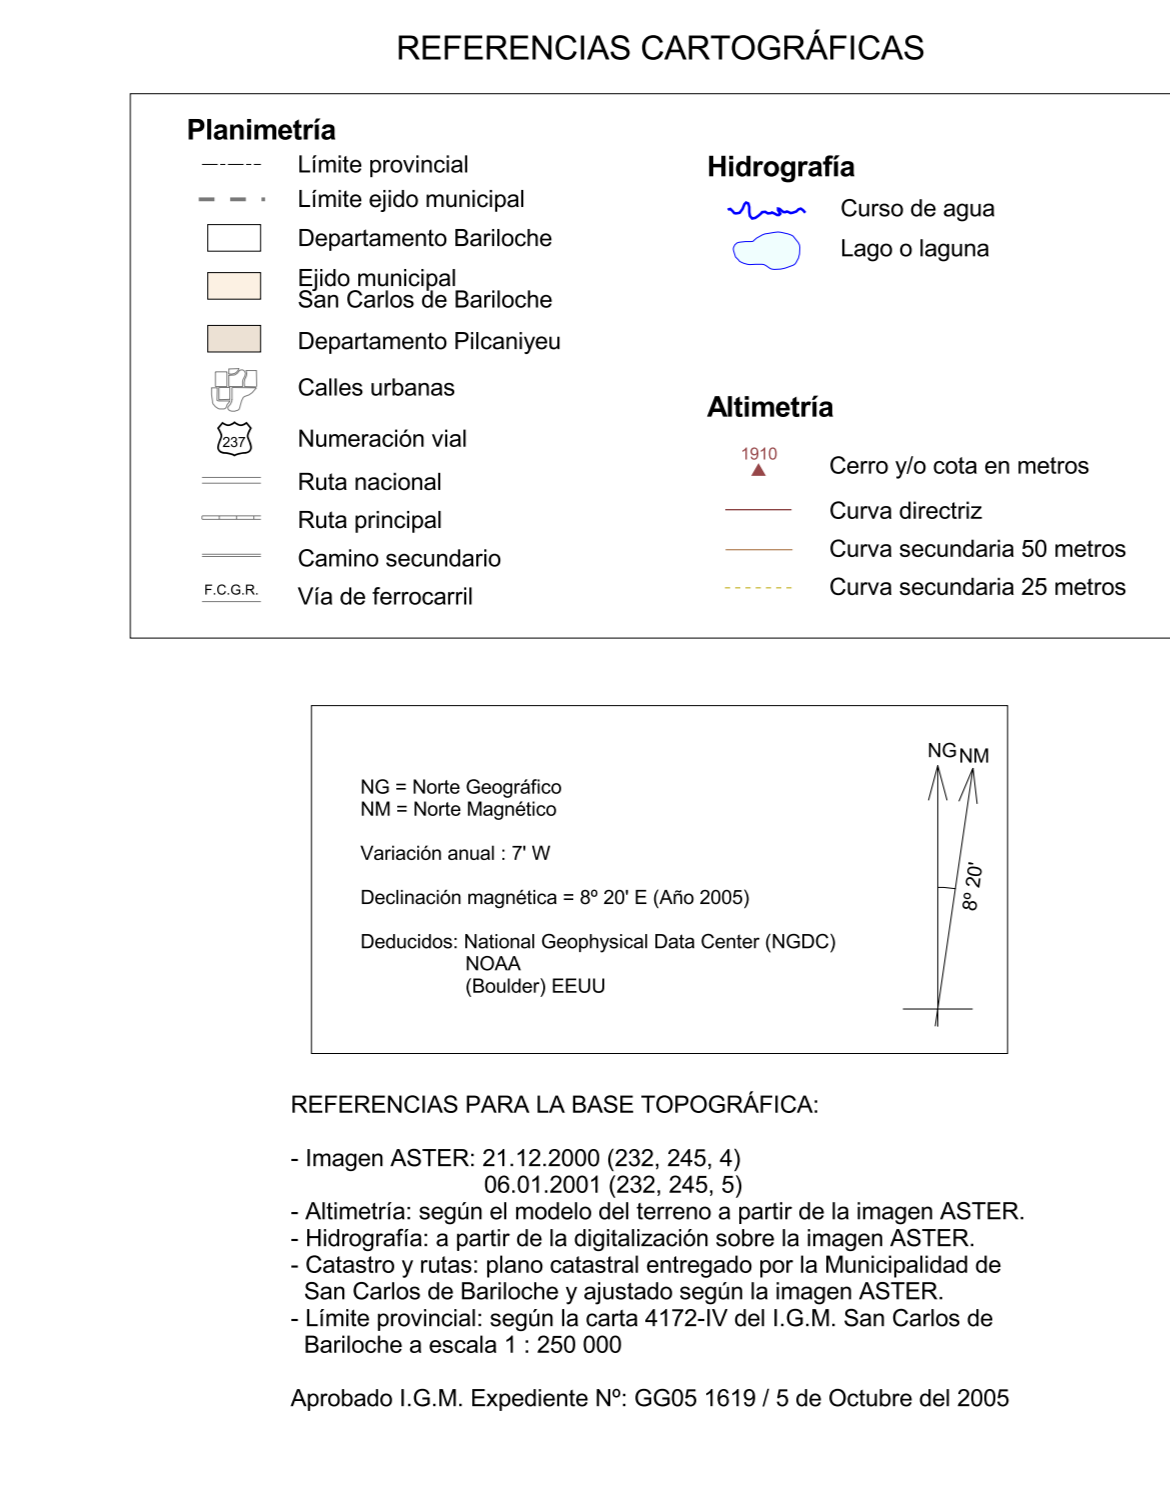 REFERENCIAS CARTOGRÁFICAS
Planimetría
Límite provincial
Límite ejido municipal
Departamento Bariloche
Ejido municipal
San Carlos de Bariloche
Departamento Pilcaniyeu
Calles urbanas
237
Numeración vial
Ruta nacional
Ruta principal
Camino secundario
F.C.G.R.
Vía de ferrocarril
Hidrografía
Curso de agua
Lago o laguna
Altimetría
1910
Cerro y/o cota en metros
Curva directriz
Curva secundaria 50 metros
Curva secundaria 25 metros
NG = Norte Geográfico
NM = Norte Magnético
Variación anual : 7' W
Declinación magnética = 8º 20' E (Año 2005)
Deducidos: National Geophysical Data Center (NGDC)
NOAA
(Boulder) EEUU
NG
NM
8º 20'
REFERENCIAS PARA LA BASE TOPOGRÁFICA:
- Imagen ASTER: 21.12.2000 (232, 245, 4)
06.01.2001 (232, 245, 5)
- Altimetría: según el modelo del terreno a partir de la imagen ASTER.
- Hidrografía: a partir de la digitalización sobre la imagen ASTER.
- Catastro y rutas: plano catastral entregado por la Municipalidad de
San Carlos de Bariloche y ajustado según la imagen ASTER.
- Límite provincial: según la carta 4172-IV del I.G.M. San Carlos de
Bariloche a escala 1 : 250 000
Aprobado I.G.M. Expediente Nº: GG05 1619 / 5 de Octubre del 2005